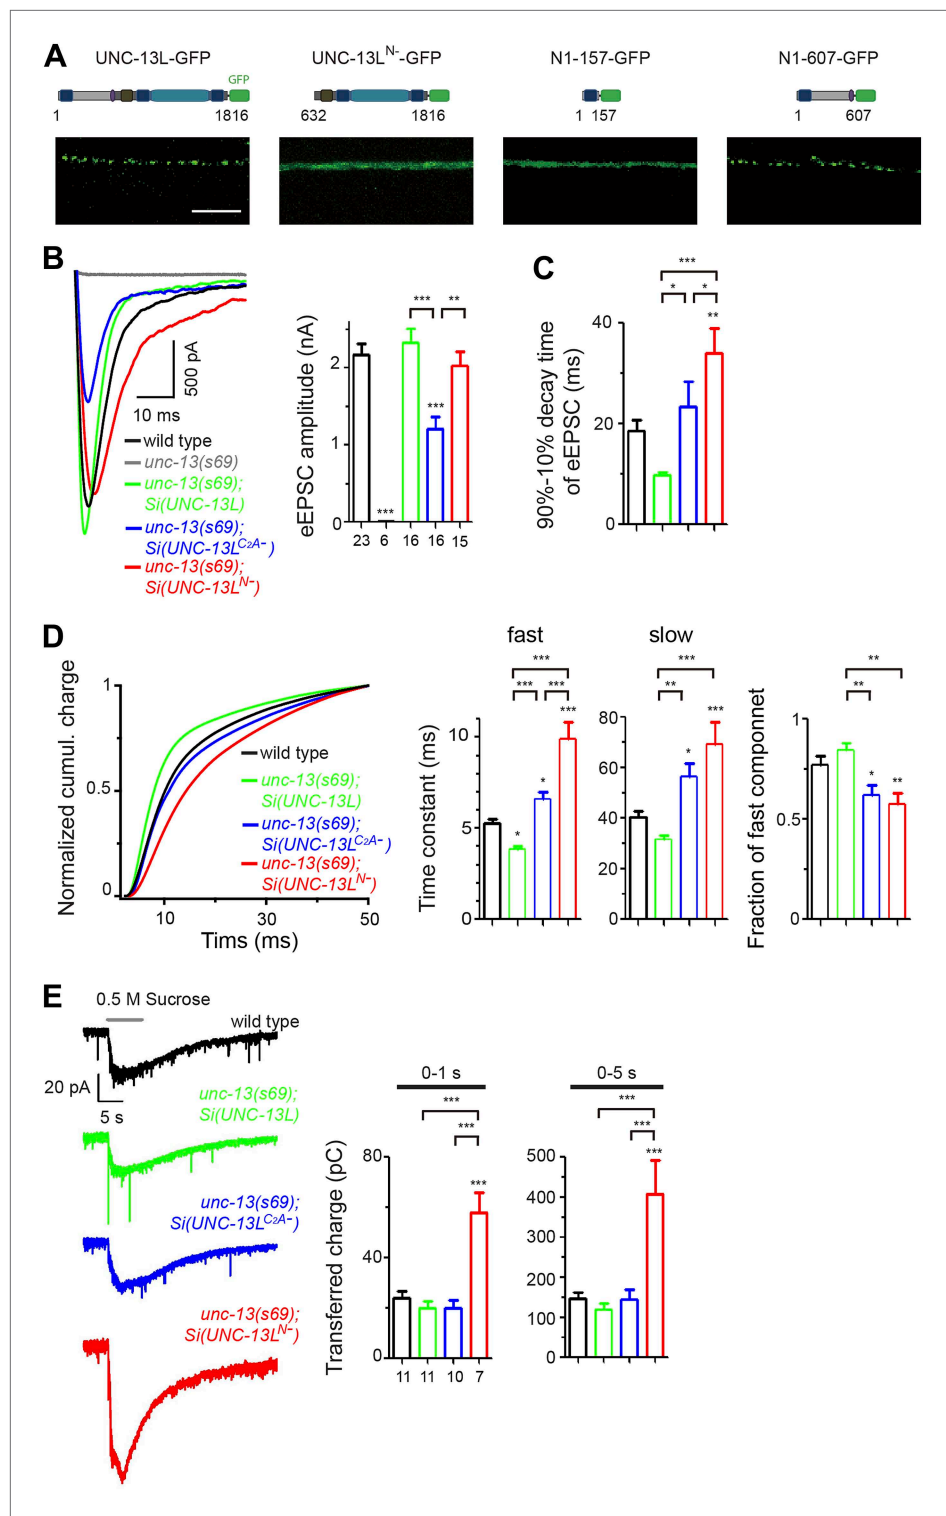 A
UNC-13L-GFP
UNC-13L^N- -GFP
N1-157-GFP
N1-607-GFP
GFP
1 1816
632 1816
1 157
1 607
B
500 pA
10 ms
wild type
unc-13(s69)
unc-13(s69);
Si(UNC-13L)
unc-13(s69);
Si(UNC-13L^C2A-)
unc-13(s69);
Si(UNC-13L^N-)
eEPSC amplitude (nA)
2
1
0
*** **
***
***
23 6 16 16 15
C
90%-10% decay time
of eEPSC (ms)
40
20
0
***
* *
**
D
Normalized cumul. charge
1
0.5
0
10 30 50
Tims (ms)
wild type
unc-13(s69);
Si(UNC-13L)
unc-13(s69);
Si(UNC-13L^C2A-)
unc-13(s69);
Si(UNC-13L^N-)
fast
slow
Time constant (ms)
10
5
0
***
*** ***
***
*
*
80
60
40
20
0
***
**
***
*
Fraction of fast componnet
1
0.5
0
**
**
*
**
E
0.5 M Sucrose
wild type
20 pA
5 s
unc-13(s69);
Si(UNC-13L)
unc-13(s69);
Si(UNC-13L^C2A-)
unc-13(s69);
Si(UNC-13L^N-)
Transferred charge (pC)
0-1 s
***
***
***
80
40
0
11 11 10 7
0-5 s
***
***
***
500
400
300
200
150
100
50
0